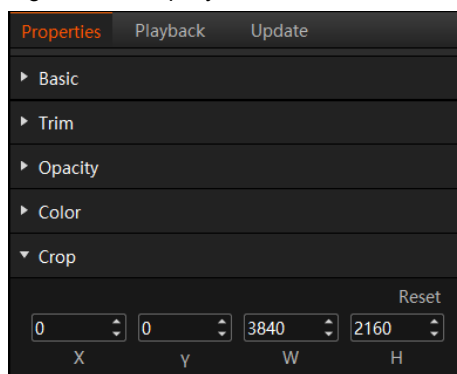 Properties Playback Update
Basic
Trim
Opacity
Color
Crop
Reset
0 0 3840 2160
X Y W H